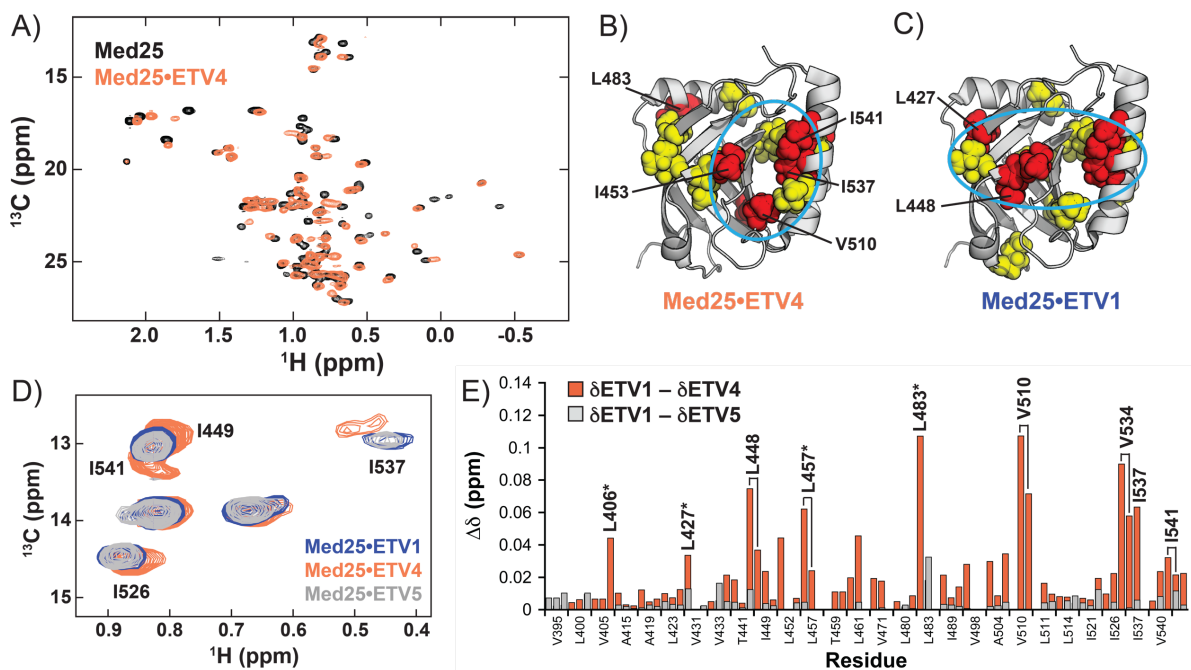 A)
Med25
Med25•ETV4
15
20
25
¹³C (ppm)
2.0 1.5 1.0 0.5 0.0 -0.5
¹H (ppm)
B)
L483
I541
I453
I537
V510
Med25•ETV4
C)
L427
L448
Med25•ETV1
D)
I449
I541
I537
I526
13
14
15
¹³C (ppm)
Med25•ETV1
Med25•ETV4
Med25•ETV5
0.9 0.8 0.7 0.6 0.5 0.4
¹H (ppm)
E)
δETV1 – δETV4
δETV1 – δETV5
0.14
0.12
0.1
0.08
0.06
0.04
0.02
0
Δδ (ppm)
L406*
L427*
L448
L457*
L483*
V510
V534
I537
I541
V395 L400 V405 A415 A419 L423 V431 V433 T441 I449 L452 L457 T459 L461 V471 L480 L483 I489 V498 A504 V510 L511 L514 I521 I526 I537 V540
Residue